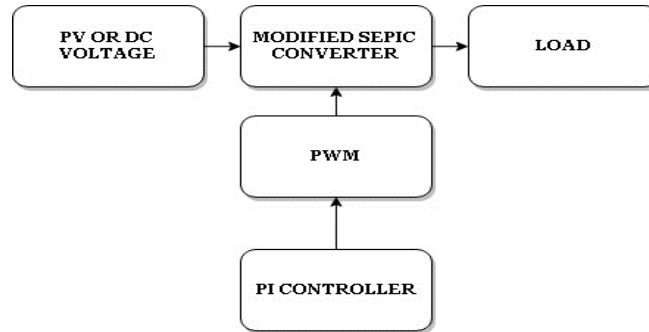 PV OR DC
VOLTAGE
MODIFIED SEPIC
CONVERTER
LOAD
PWM
PI CONTROLLER